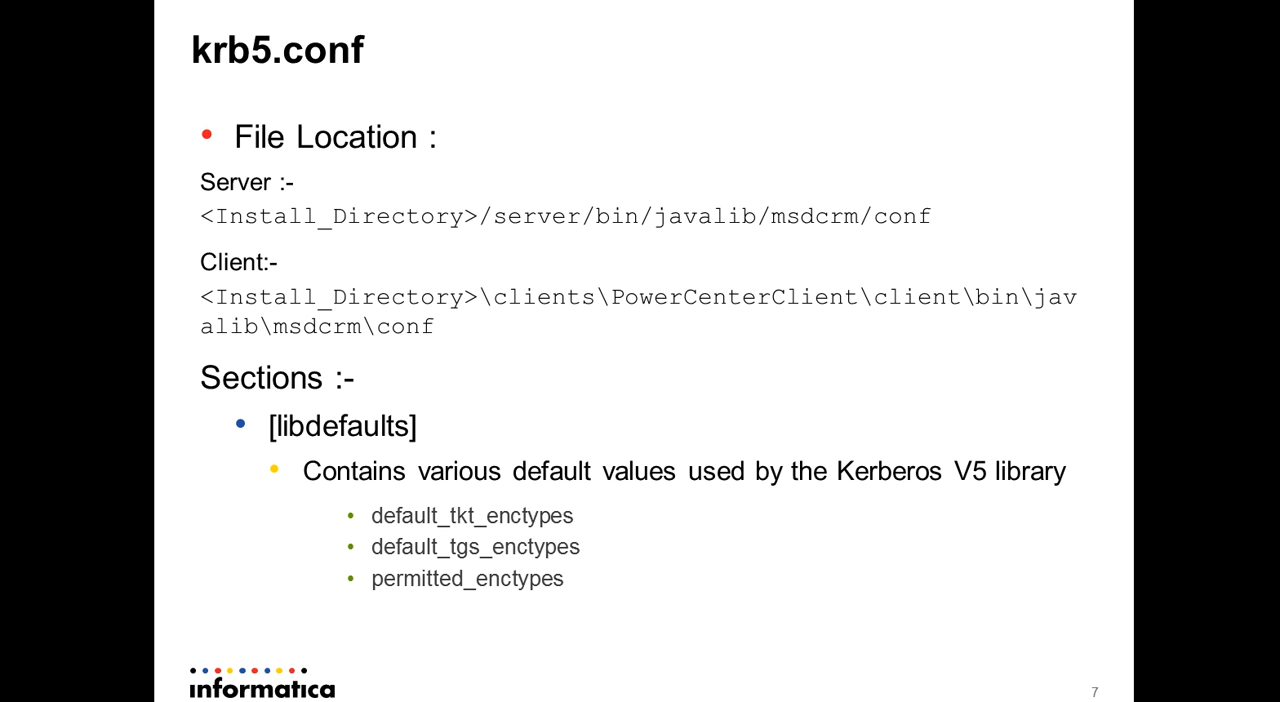 krb5.conf
• File Location :
Server :-
<Install_Directory>/server/bin/javalib/msdcrm/conf
Client:-
<Install_Directory>\clients\PowerCenterClient\client\bin\jav
alib\msdcrm\conf
Sections :-
• [libdefaults]
• Contains various default values used by the Kerberos V5 library
• default_tkt_enctypes
• default_tgs_enctypes
• permitted_enctypes
informatica
7